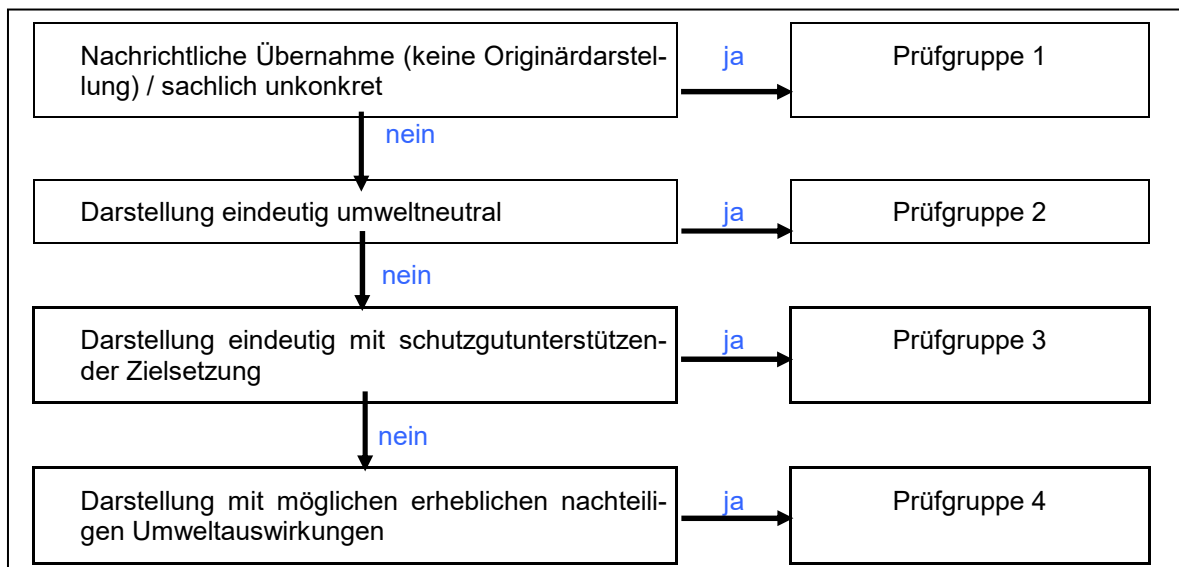 Nachrichtliche Übernahme (keine Originärdarstel-
lung) / sachlich unkonkret
ja
Prüfgruppe 1
nein
Darstellung eindeutig umweltneutral
ja
Prüfgruppe 2
nein
Darstellung eindeutig mit schutzgutunterstützen-
der Zielsetzung
ja
Prüfgruppe 3
nein
Darstellung mit möglichen erheblichen nachteili-
gen Umweltauswirkungen
ja
Prüfgruppe 4